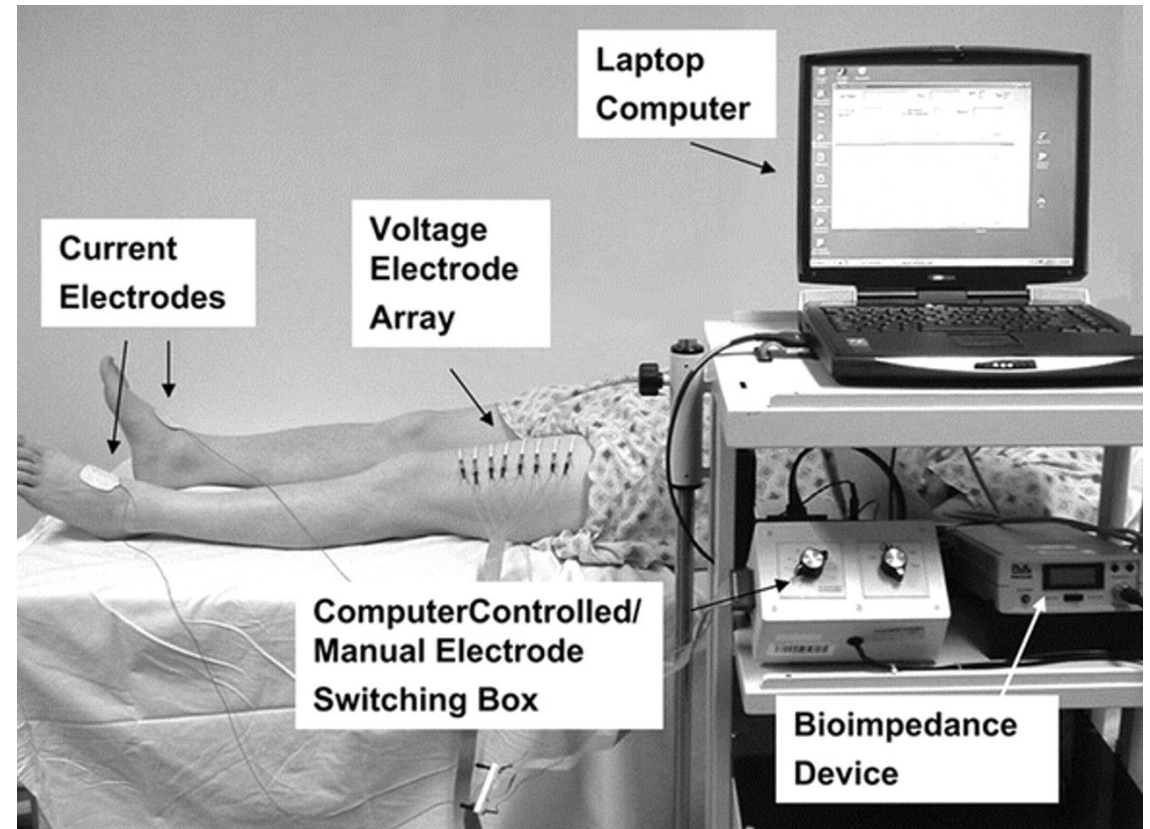 Laptop
Computer
Current
Electrodes
Voltage
Electrode
Array
ComputerControlled/
Manual Electrode
Switching Box
Bioimpedance
Device